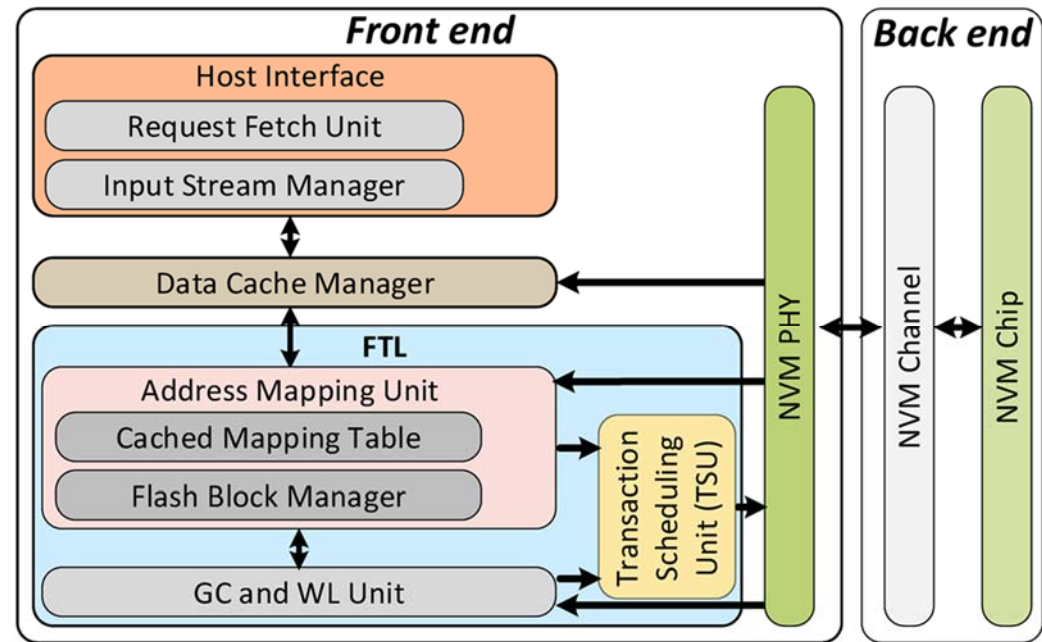 Front end
Host Interface
Request Fetch Unit
Input Stream Manager
Data Cache Manager
FTL
Address Mapping Unit
Cached Mapping Table
Flash Block Manager
GC and WL Unit
Transaction
Scheduling
Unit (TSU)
NVM PHY
Back end
NVM Channel
NVM Chip